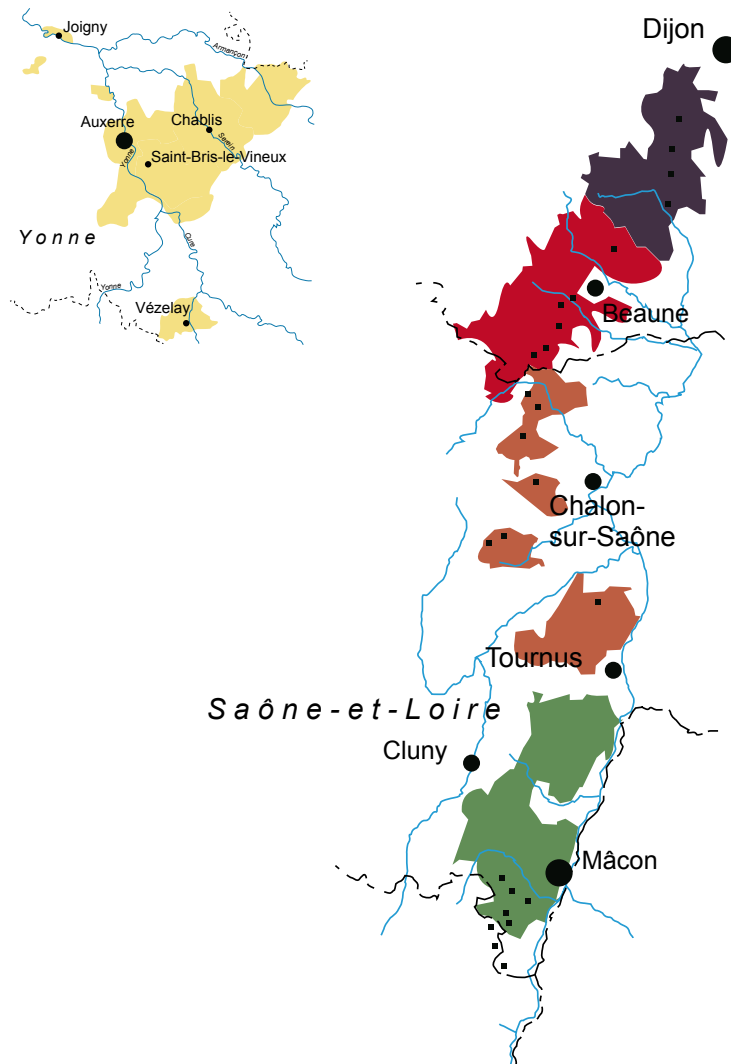 Joigny
Armançon
Dijon
Auxerre
Chablis
Serein
Yonne
Saint-Bris-le-Vineux
Yonne
Cure
Yonne
Vézelay
Beaune
Chalon-
sur-Saône
Tournus
Saône-et-Loire
Cluny
Mâcon